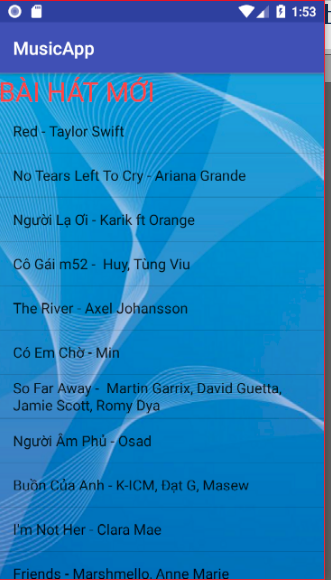 1:53
MusicApp
BÀI HÁT MỚI
Red - Taylor Swift
No Tears Left To Cry - Ariana Grande
Người Lạ Ơi - Karik ft Orange
Cô Gái m52 - Huy, Tùng Viu
The River - Axel Johansson
Có Em Chờ - Min
So Far Away - Martin Garrix, David Guetta,
Jamie Scott, Romy Dya
Người Âm Phủ - Osad
Buồn Của Anh - K-ICM, Đạt G, Masew
I'm Not Her - Clara Mae
Friends - Marshmello, Anne Marie